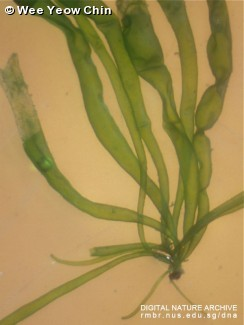 © Wee Yeow Chin
DIGITAL NATURE ARCHIVE
rmbr.nus.edu.sg/dna